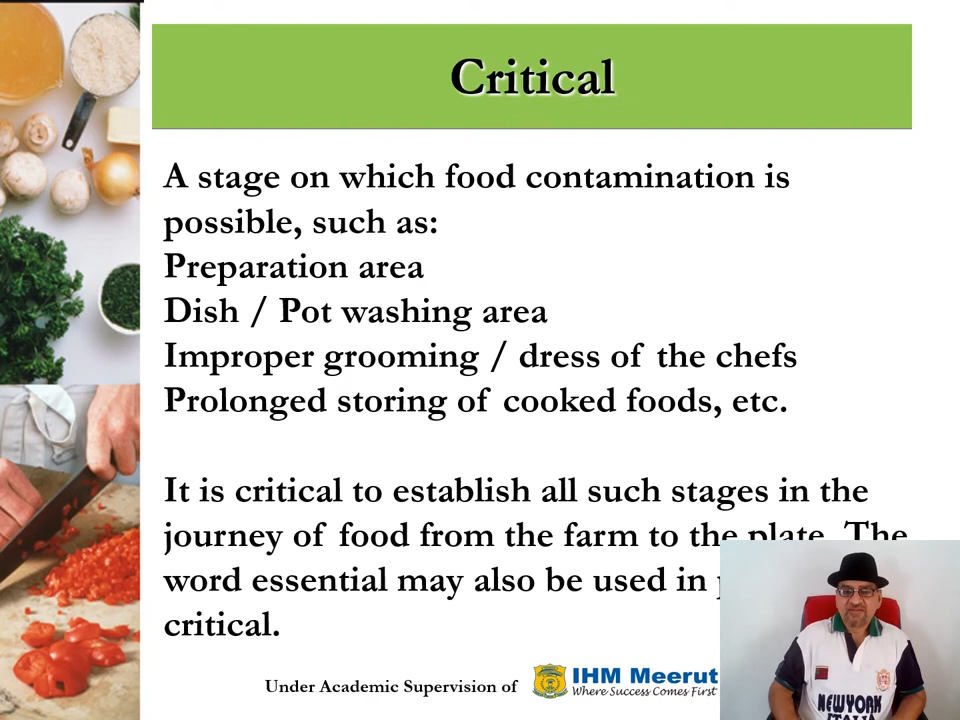 Critical
A stage on which food contamination is
possible, such as:
Preparation area
Dish / Pot washing area
Improper grooming / dress of the chefs
Prolonged storing of cooked foods, etc.
It is critical to establish all such stages in the
journey of food from the farm to the plate. The
word essential may also be used in
critical.
Under Academic Supervision of
IHM Meerut
Where Success Comes First
NEWYORK
ITALIA